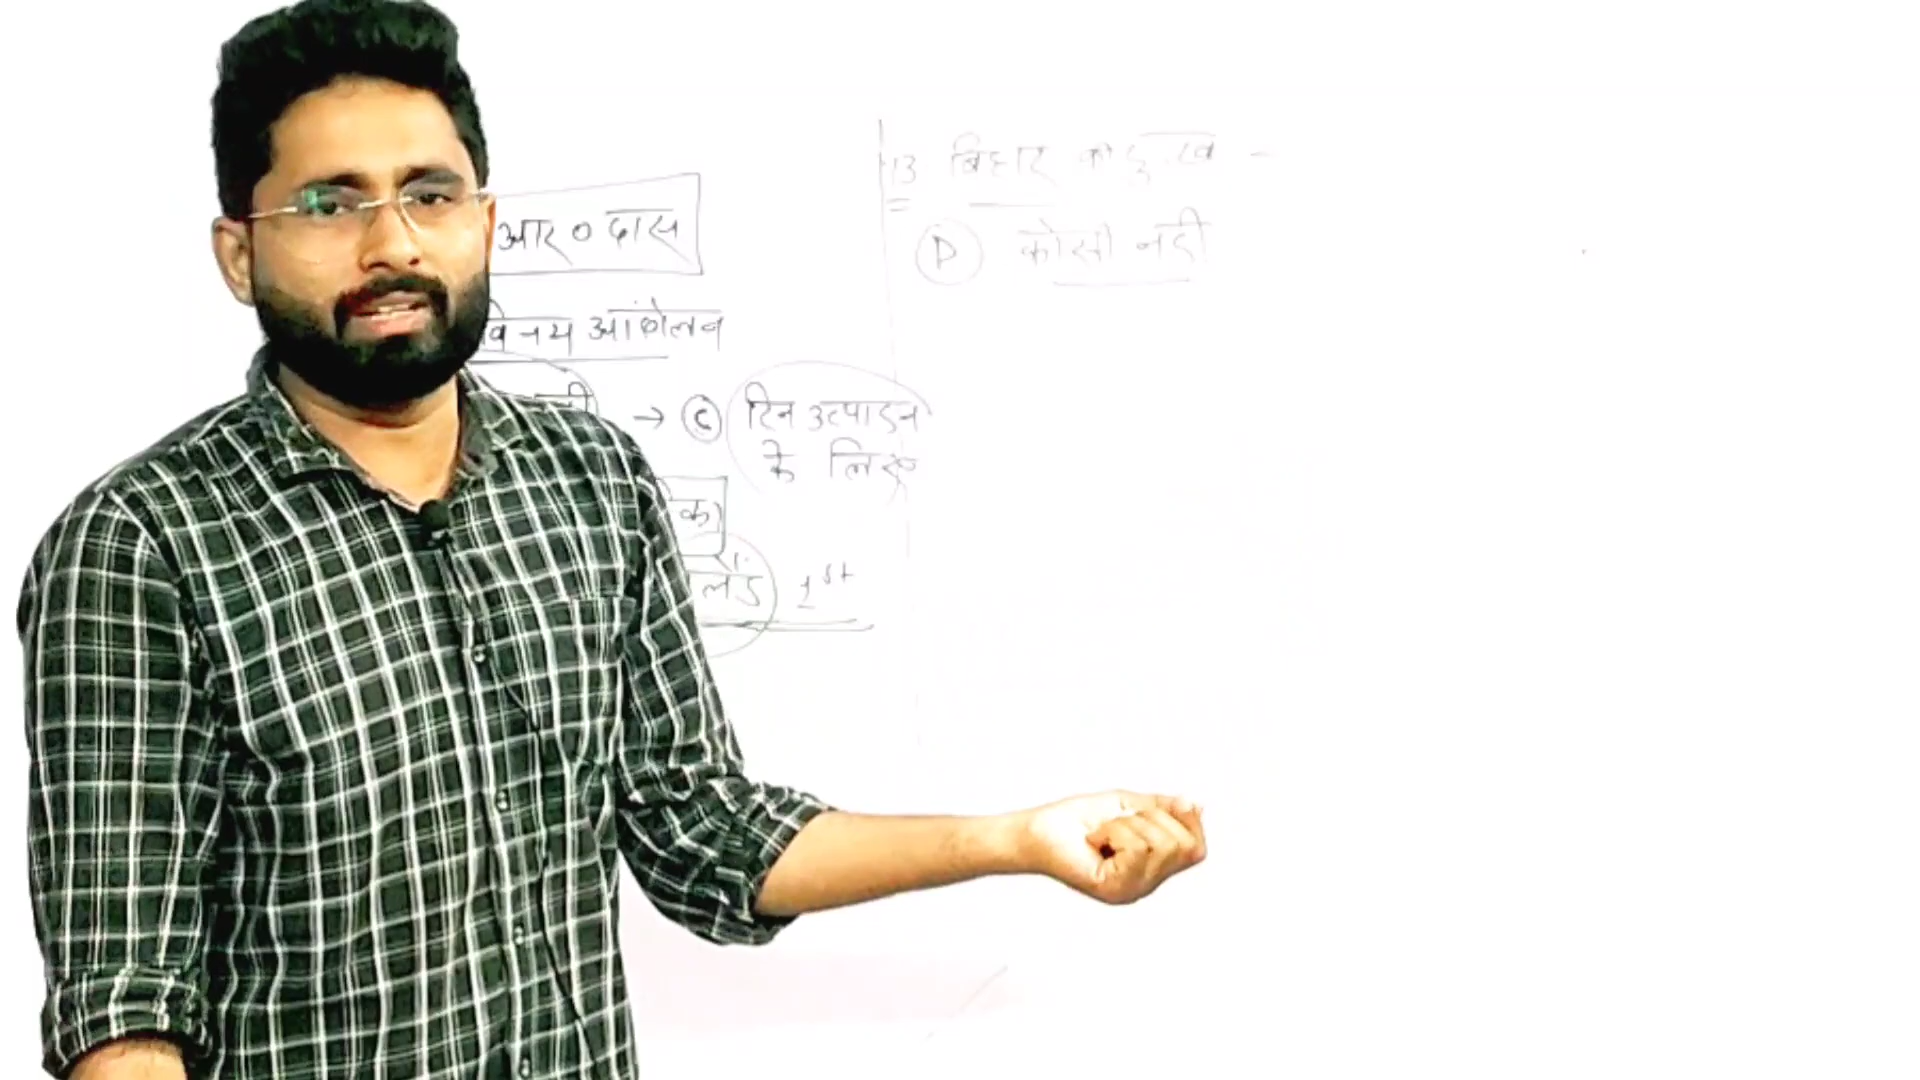 आर० दास
विनय आंदोलन
→ C टिन उत्पादन
के लिए
लैंड 1st
13 बिहार का दुःख -
D कोसी नदी